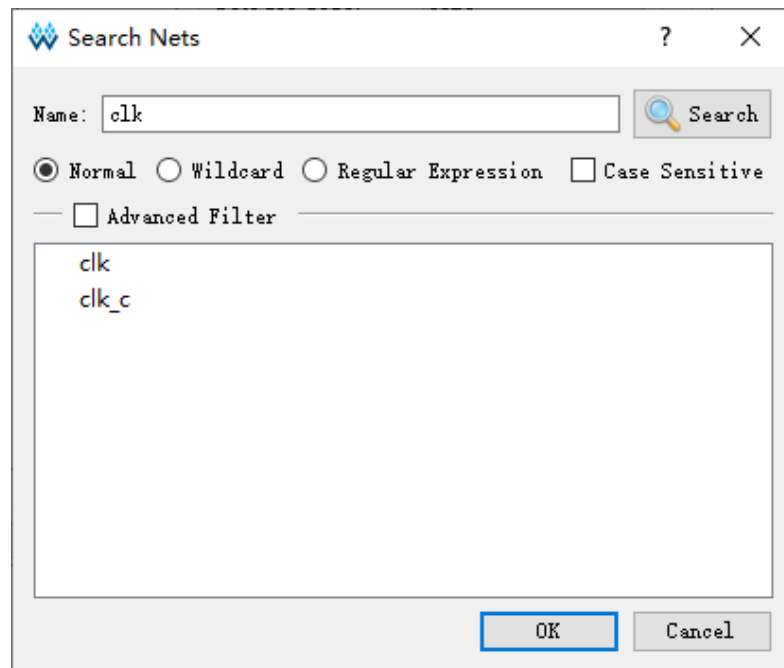 Search Nets ?
Name: clk Search
Normal Wildcard Regular Expression Case Sensitive
Advanced Filter
clk
clk_c
OK Cancel